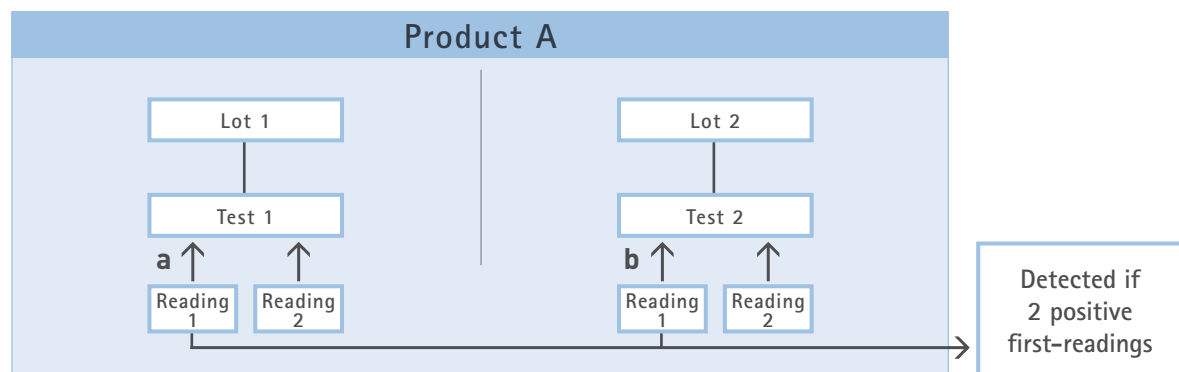 Product A
Lot 1
Lot 2
Test 1
Test 2
a
b
Reading
1
Reading
2
Reading
1
Reading
2
Detected if
2 positive
first-readings